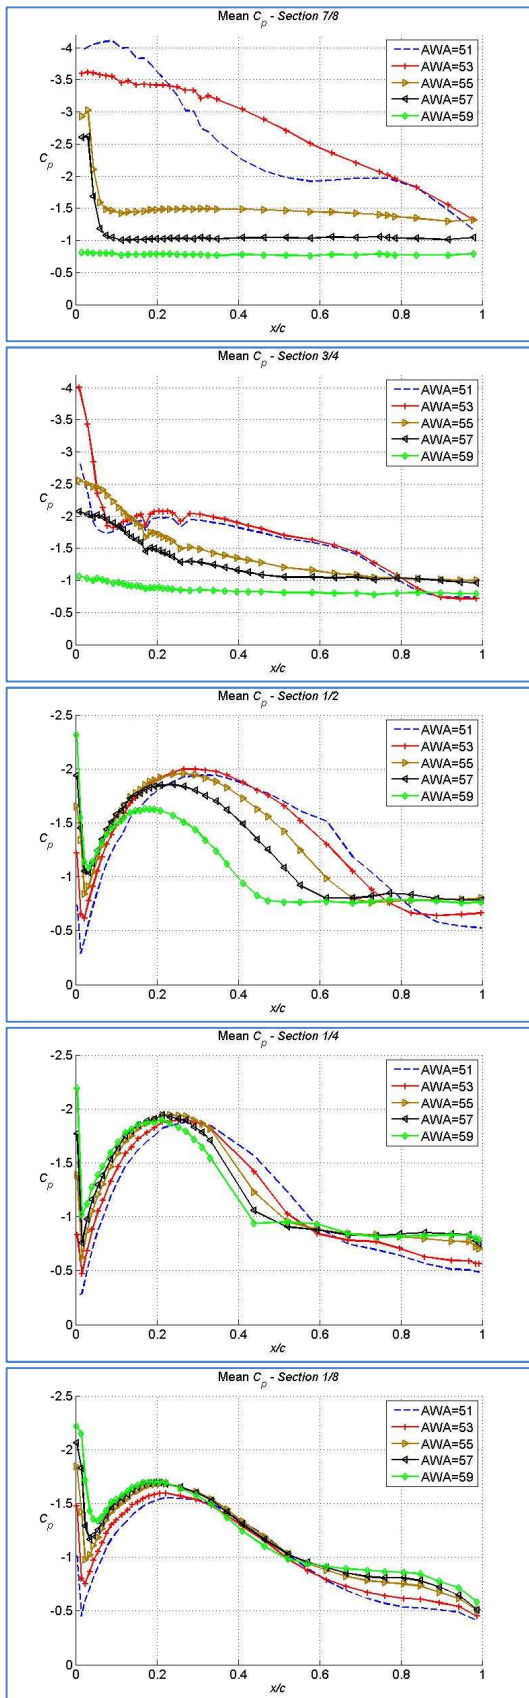 Mean C_p - Section 7/8
-4
-3.5
-3
-2.5
-2
-1.5
-1
-0.5
0
C_p
0 0.2 0.4 0.6 0.8 1
x/c
AWA=51
AWA=53
AWA=55
AWA=57
AWA=59
Mean C_p - Section 3/4
-4
-3.5
-3
-2.5
-2
-1.5
-1
-0.5
0
C_p
0 0.2 0.4 0.6 0.8 1
x/c
AWA=51
AWA=53
AWA=55
AWA=57
AWA=59
Mean C_p - Section 1/2
-2.5
-2
-1.5
-1
-0.5
0
C_p
0 0.2 0.4 0.6 0.8 1
x/c
AWA=51
AWA=53
AWA=55
AWA=57
AWA=59
Mean C_p - Section 1/4
-2.5
-2
-1.5
-1
-0.5
0
C_p
0 0.2 0.4 0.6 0.8 1
x/c
AWA=51
AWA=53
AWA=55
AWA=57
AWA=59
Mean C_p - Section 1/8
-2.5
-2
-1.5
-1
-0.5
0
C_p
0 0.2 0.4 0.6 0.8 1
x/c
AWA=51
AWA=53
AWA=55
AWA=57
AWA=59